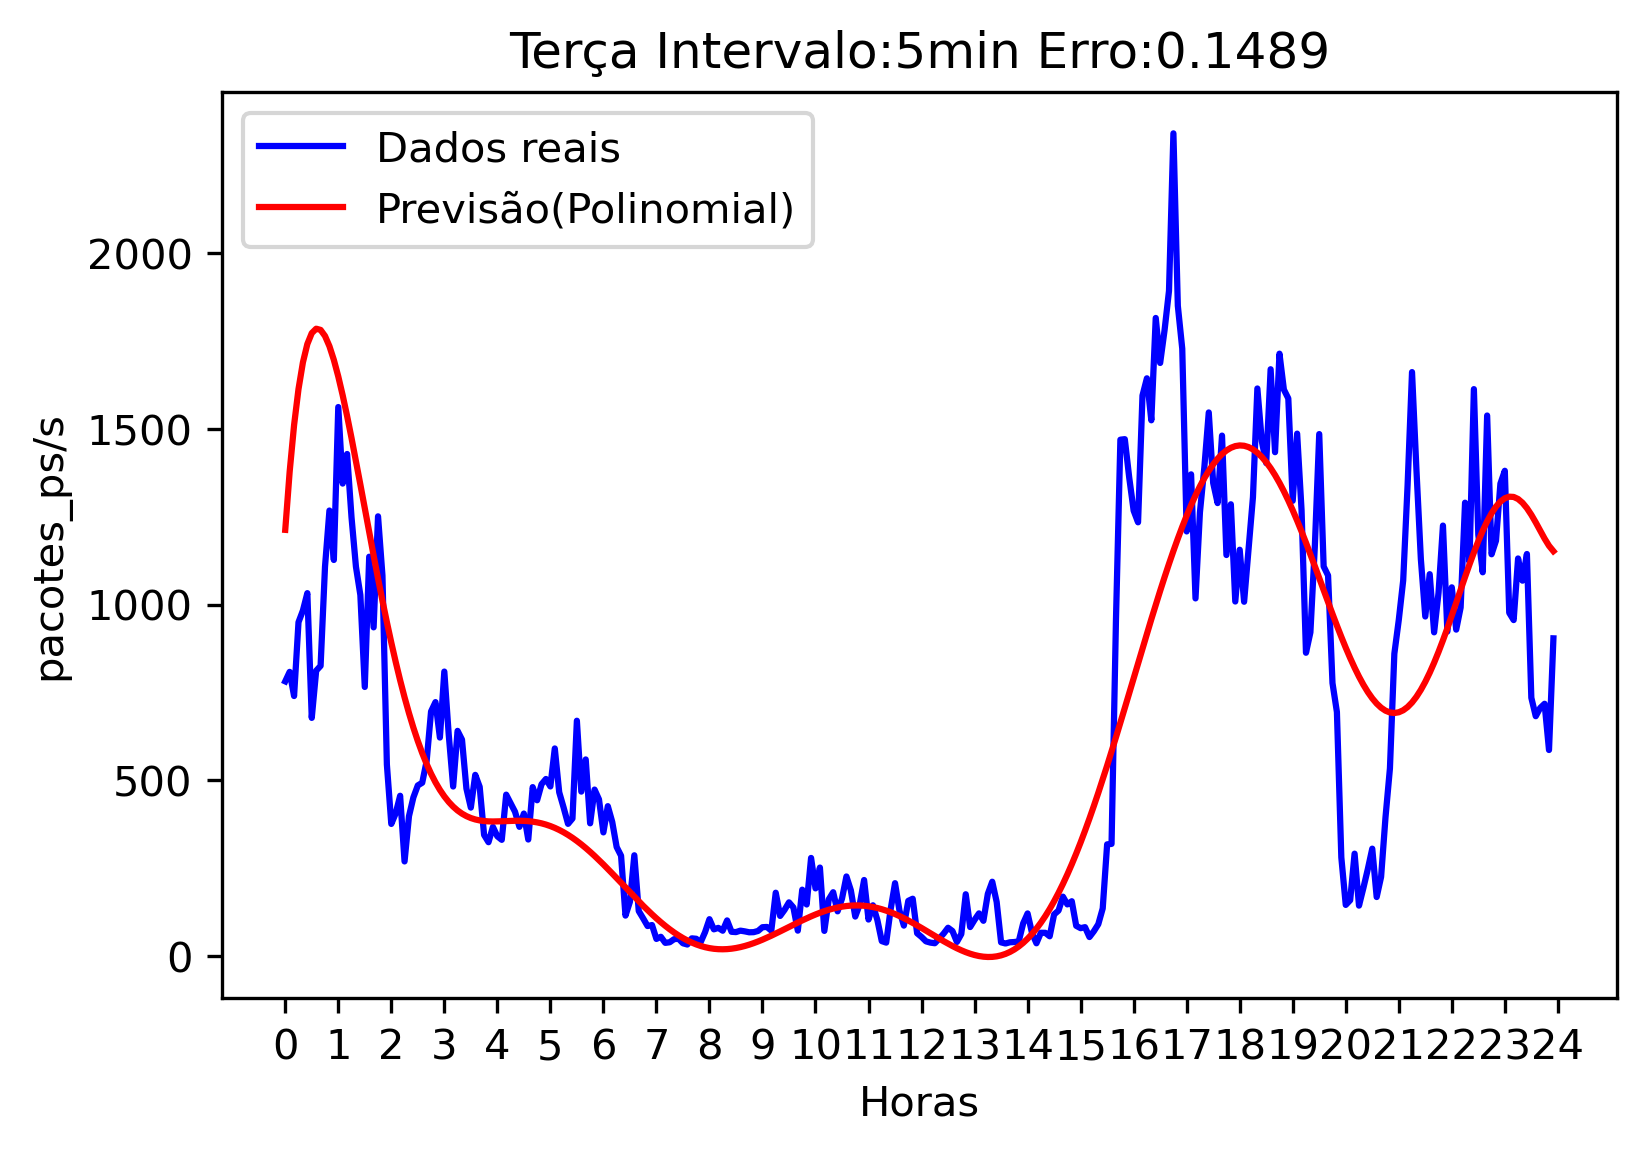 Terça Intervalo:5min Erro:0.1489
Dados reais
Previsão(Polinomial)
2000
1500
1000
500
0
pacotes_ps/s
0 1 2 3 4 5 6 7 8 9 10 11 12 13 14 15 16 17 18 19 20 21 22 23 24
Horas